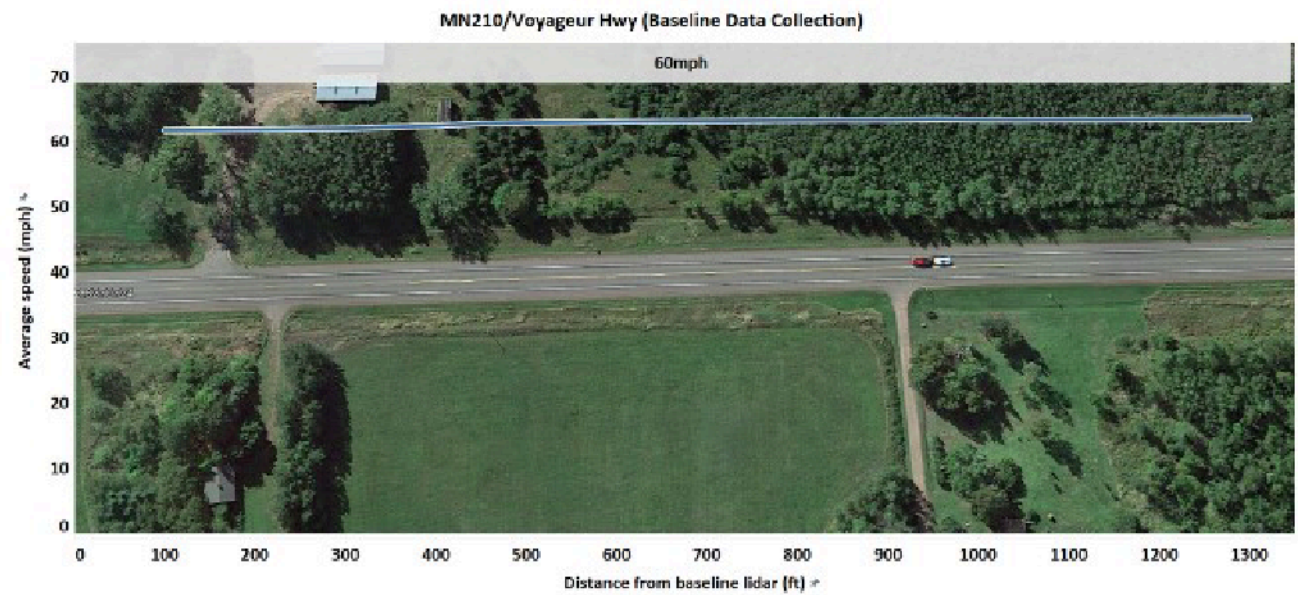 MN210/Voyageur Hwy (Baseline Data Collection)
60mph
70
60
50
40
30
20
10
0
Average speed (mph)
0 100 200 300 400 500 600 700 800 900 1000 1100 1200 1300
Distance from baseline lidar (ft)